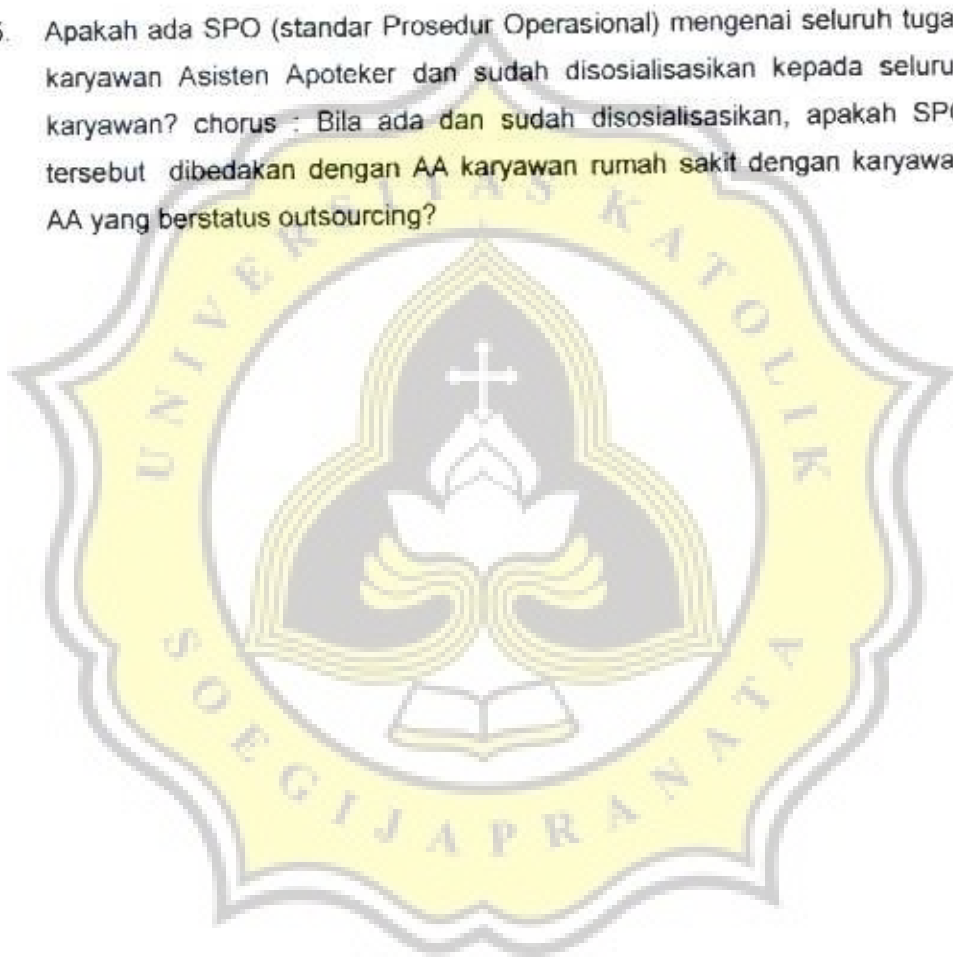 Apakah ada SPO (standar Prosedur Operasional) mengenai seluruh tuga
karyawan Asisten Apoteker dan sudah disosialisasikan kepada seluru
karyawan? chorus : Bila ada dan sudah disosialisasikan, apakah SP
tersebut dibedakan dengan AA karyawan rumah sakit dengan karyawa
AA yang berstatus outsourcing?
UNIVERSITAS KATOLIK
SOEGIJAPRANATA